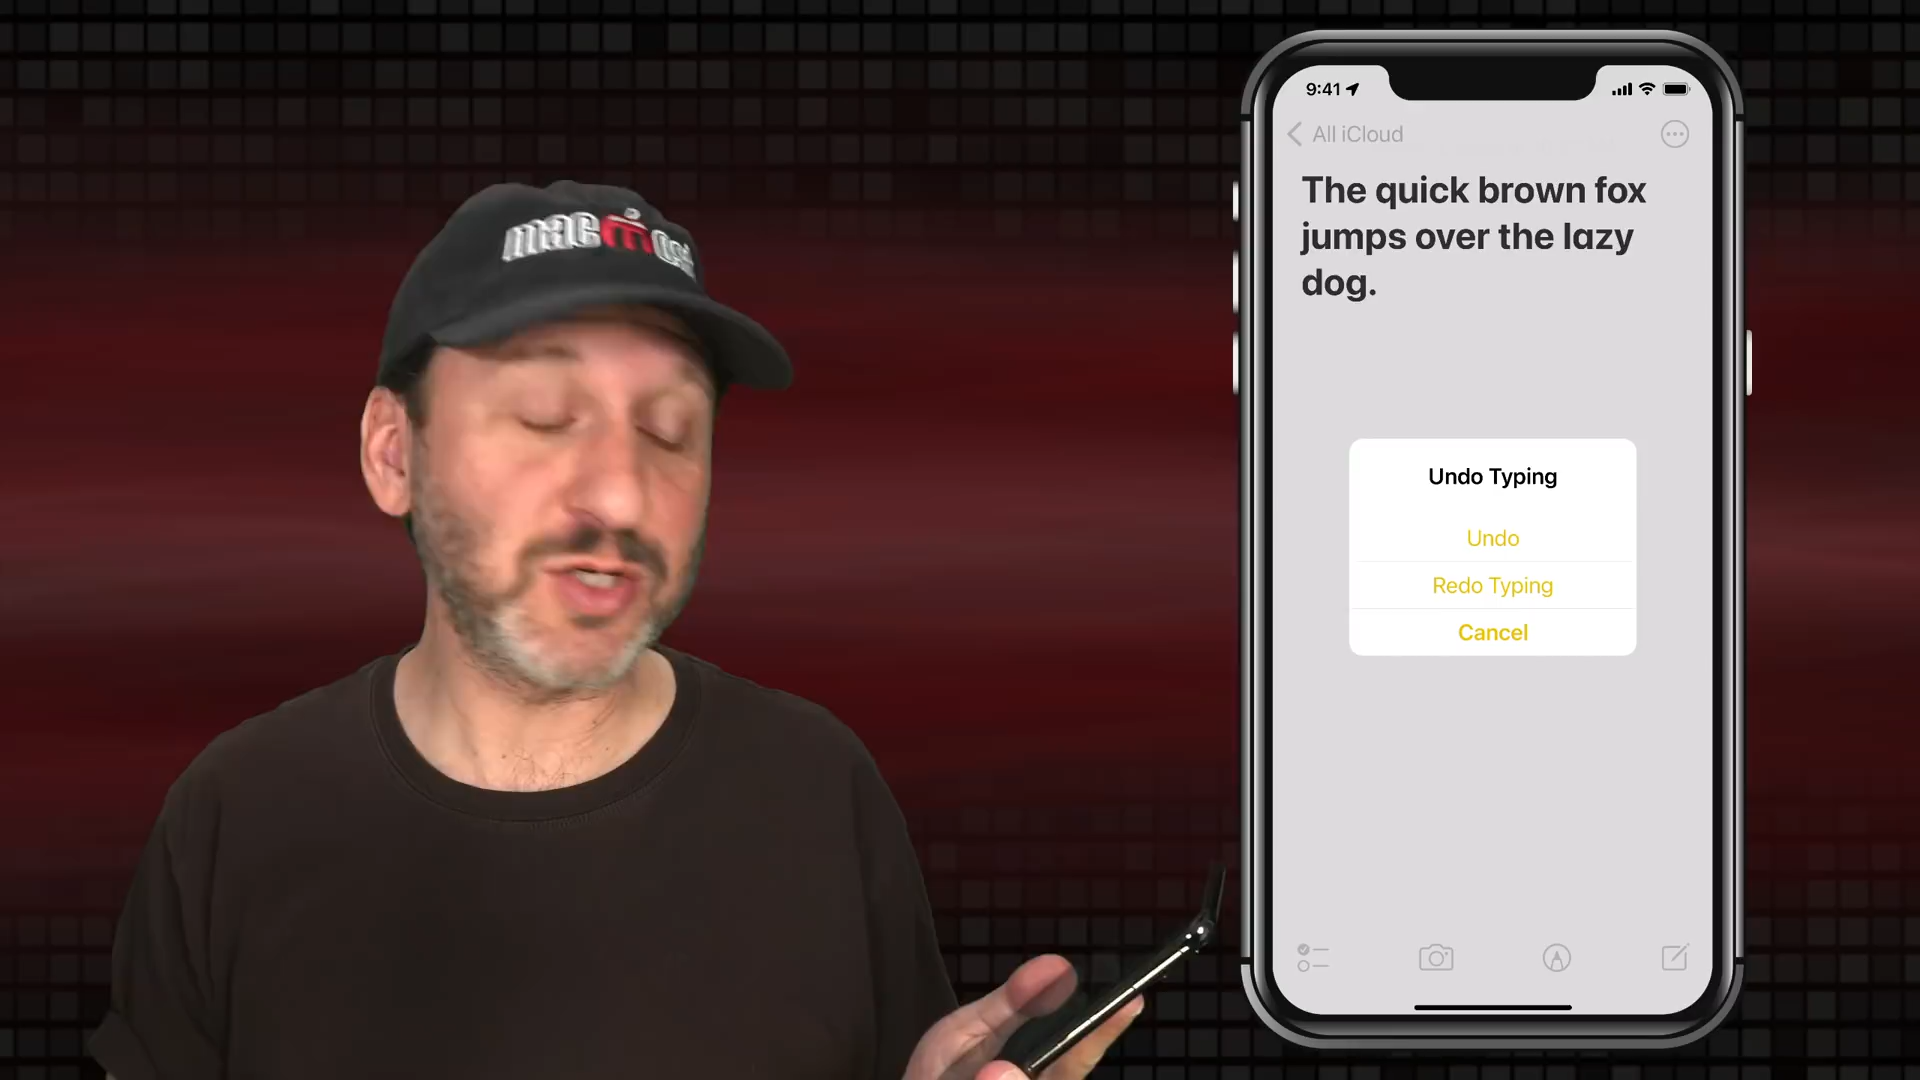 macmost
9:41
All iCloud
The quick brown fox
jumps over the lazy
dog.
Undo Typing
Undo
Redo Typing
Cancel